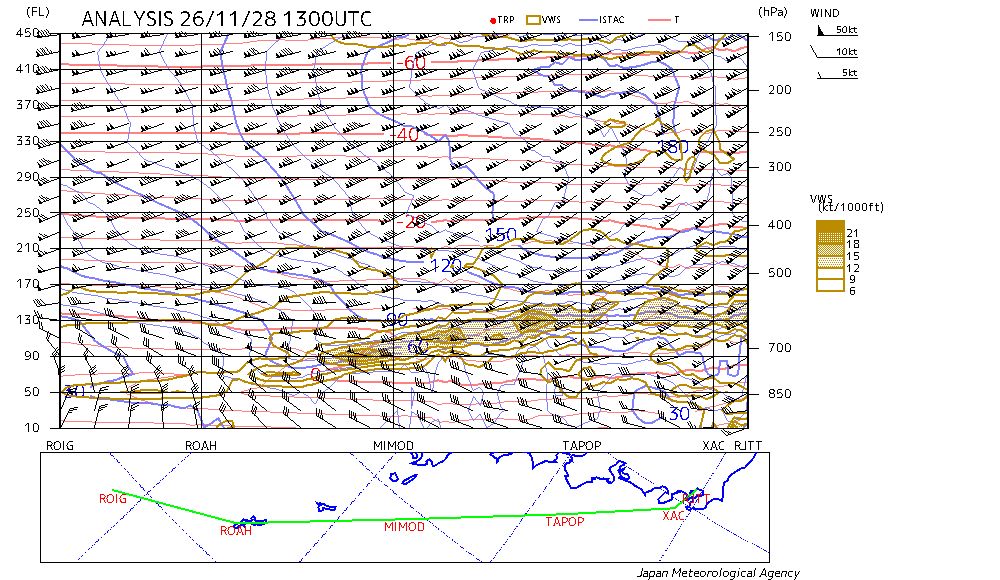 (FL) ANALYSIS 26/11/28 1300UTC TRP VWS ISTAC T (hPa) WIND
450 150
50kt
-60
410 10kt
5kt
200
370
-40 250
330 180
300
290
VWS
(kt/1000ft)
250 -20 400
150 21
210 18
120 15
500 12
170 9
6
130 90
60 700
90
0
50 30 850
30
10
ROIG ROAH MIMOD TAPOP XAC RJTT
ROIG RJTT
ROAH MIMOD TAPOP XAC
Japan Meteorological Agency